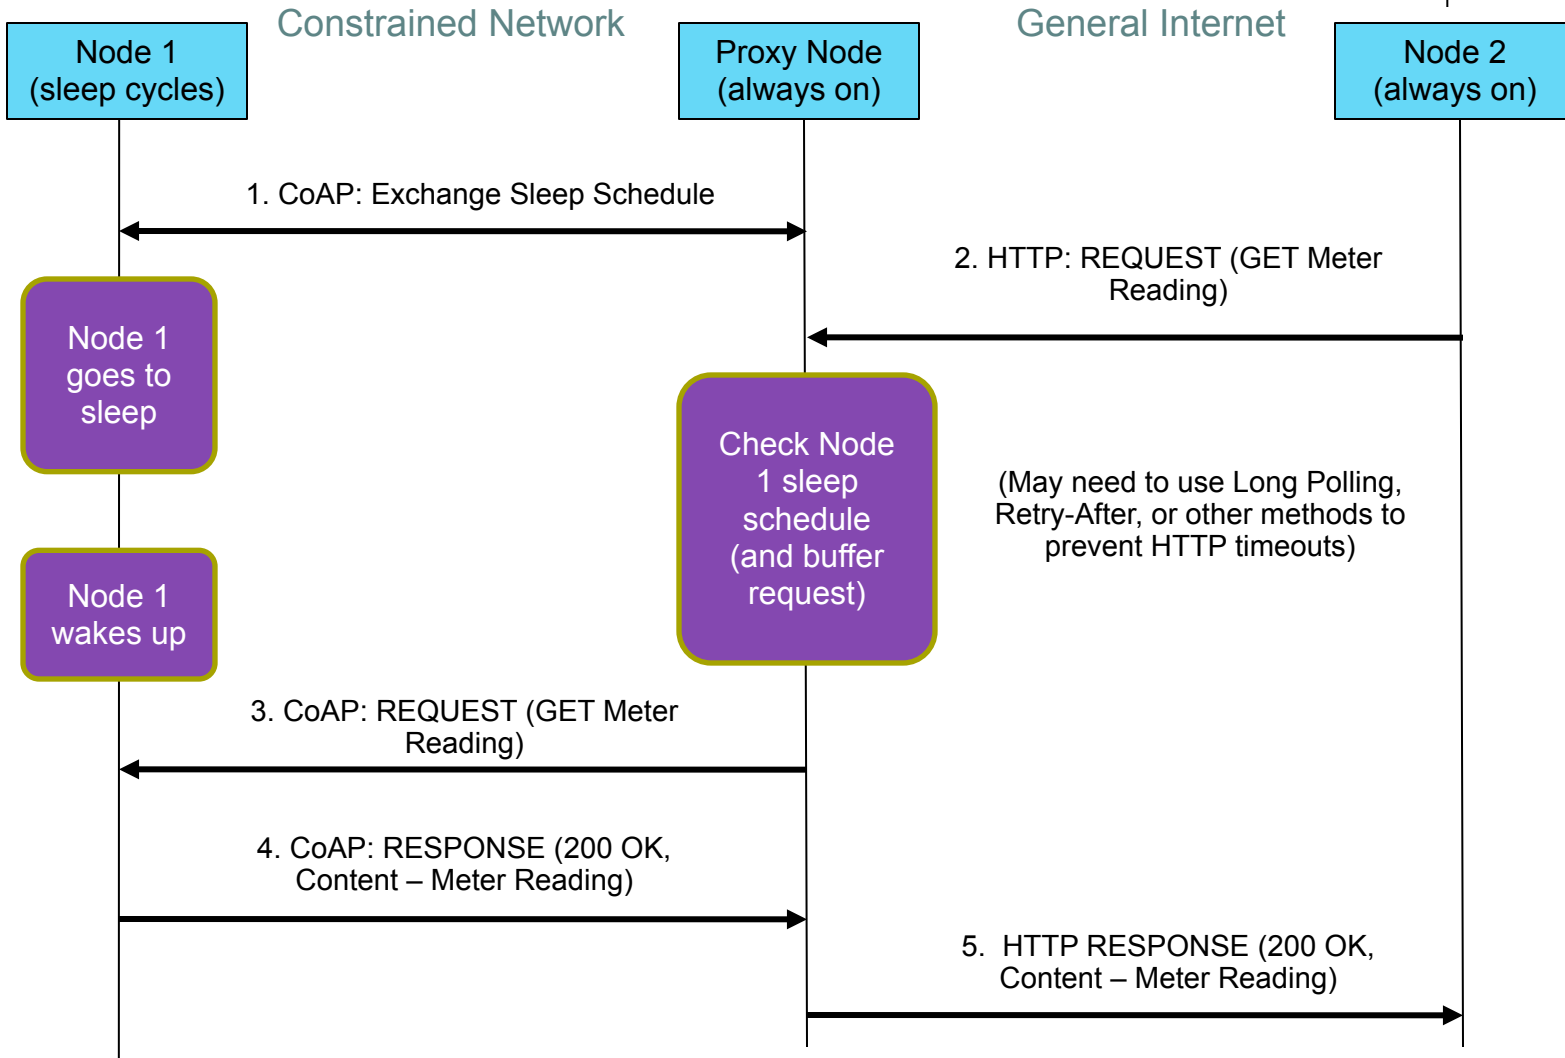 Constrained Network
General Internet
Node 1
(sleep cycles)
Proxy Node
(always on)
Node 2
(always on)
1. CoAP: Exchange Sleep Schedule
2. HTTP: REQUEST (GET Meter
Reading)
Node 1
goes to
sleep
Check Node
1 sleep
schedule
(and buffer
request)
(May need to use Long Polling,
Retry-After, or other methods to
prevent HTTP timeouts)
Node 1
wakes up
3. CoAP: REQUEST (GET Meter
Reading)
4. CoAP: RESPONSE (200 OK,
Content – Meter Reading)
5.  HTTP RESPONSE (200 OK,
Content – Meter Reading)